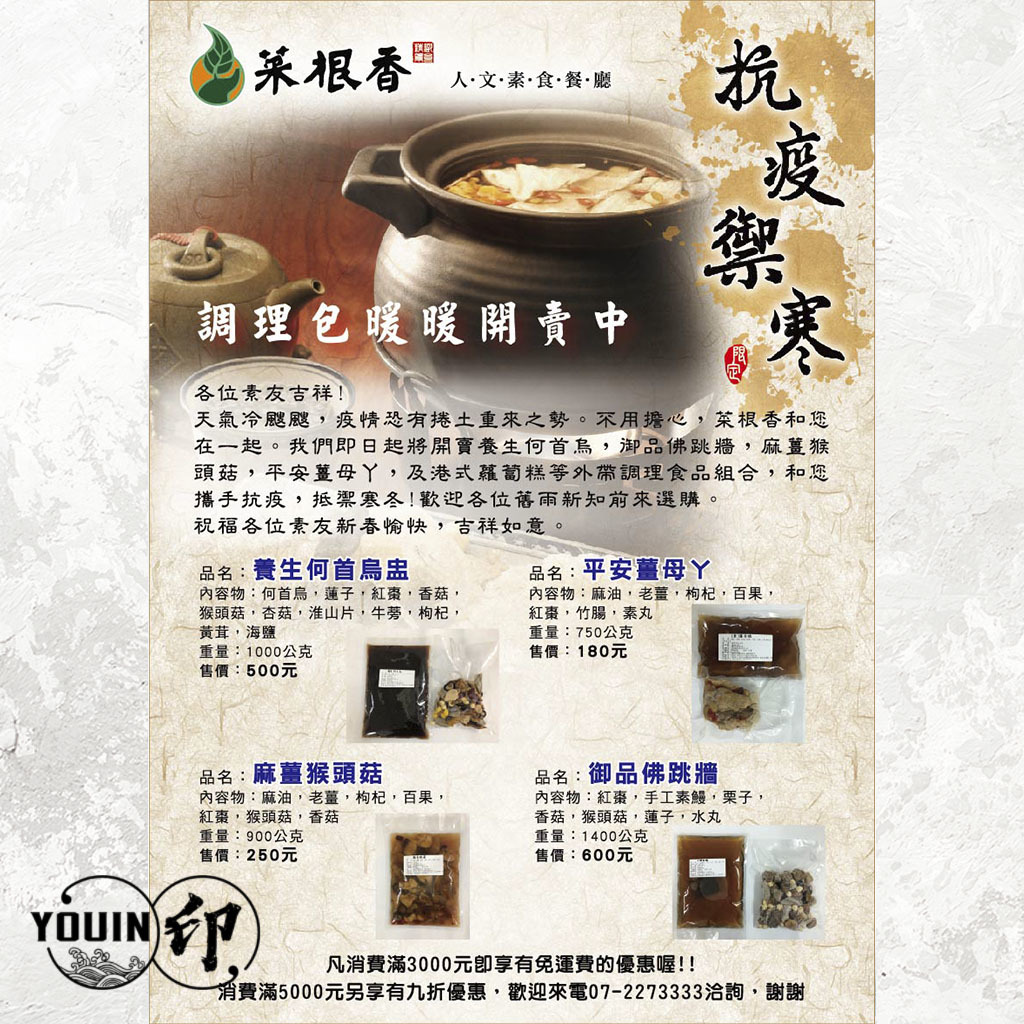 菜根香
人·文·素·食·餐·廳
抗疫禦寒
限定
調理包暖暖開賣中
各位素友吉祥!
天氣冷颼颼，疫情恐有捲土重來之勢。不用擔心，菜根香和您
在一起。我們即日起將開賣養生何首烏，御品佛跳牆，麻薑猴
頭菇，平安薑母丫，及港式蘿蔔糕等外帶調理食品組合，和您
攜手抗疫，抵禦寒冬!歡迎各位舊雨新知前來選購。
祝福各位素友新春愉快，吉祥如意。
品名：養生何首烏盅
內容物：何首烏，蓮子，紅棗，香菇，
猴頭菇，杏菇，淮山片，牛蒡，枸杞，
黃茸，海鹽
重量：1000公克
售價：500元
品名：平安薑母丫
內容物：麻油，老薑，枸杞，百果，
紅棗，竹腸，素丸
重量：750公克
售價：180元
品名：麻薑猴頭菇
內容物：麻油，老薑，枸杞，百果，
紅棗，猴頭菇，香菇
重量：900公克
售價：250元
品名：御品佛跳牆
內容物：紅棗，手工素鰻，栗子，
香菇，猴頭菇，蓮子，水丸
重量：1400公克
售價：600元
凡消費滿3000元即享有免運費的優惠喔!!
消費滿5000元另享有九折優惠，歡迎來電07-2273333洽詢，謝謝
YOUIN 印